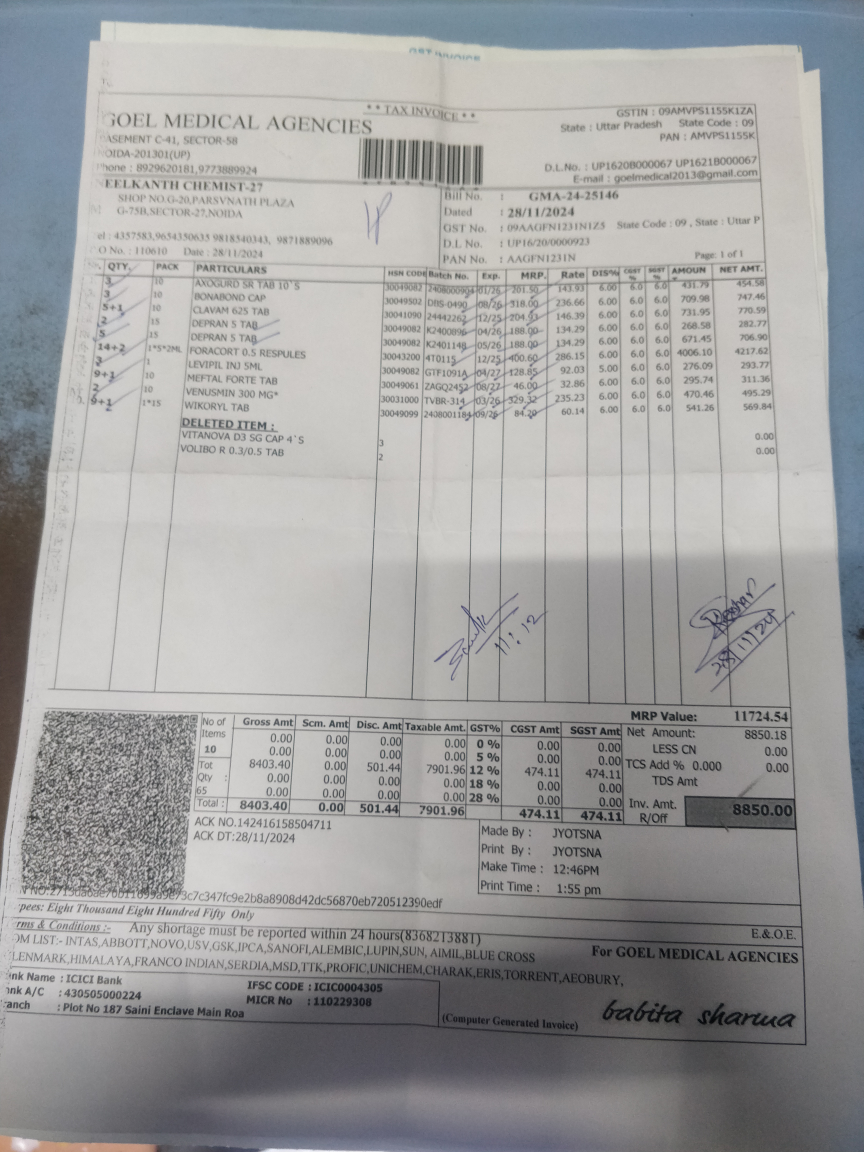 ** TAX INVOICE **
GOEL MEDICAL AGENCIES
ASEMENT C-41, SECTOR-58
OIDA-201301(UP)
Phone : 8929620181,9773889924
GSTIN : 09AMVPS1155K1ZA
State : Uttar Pradesh State Code : 09
PAN : AMVPS1155K
D.L.No. : UP1620B000067 UP1621B000067
E-mail : goelmedical2013@gmail.com
EELKANTH CHEMIST-27
SHOP NO.G-20,PARSVNATH PLAZA
G-75B,SECTOR-27,NOIDA
el : 4357583,9654350635 9818540343, 9871889096
O No. : 110610 Date : 28/11/2024
Bill No. : GMA-24-25146
Dated : 28/11/2024
GST No. : 09AAGFN1231N1Z5 State Code : 09 , State : Uttar P
D.L. No. : UP16/20/0000923
PAN No. : AAGFN1231N
Page: 1 of 1
QTY. PACK PARTICULARS HSN CODE Batch No. Exp. MRP. Rate DIS% CGST % SGST % AMOUN NET AMT.
3 10 AXOGURD SR TAB 10`S 30049082 2408000904 01/26 201.50 143.93 6.00 6.0 6.0 431.79 454.58
3 10 BONABOND CAP 30049502 DBS-0490 08/26 318.00 236.66 6.00 6.0 6.0 709.98 747.46
5+1 10 CLAVAM 625 TAB 30041090 24442262 12/25 204.93 146.39 6.00 6.0 6.0 731.95 770.59
2 15 DEPRAN 5 TAB 30049082 K2400896 04/26 188.00 134.29 6.00 6.0 6.0 268.58 282.77
5 15 DEPRAN 5 TAB 30049082 K2401148 05/26 188.00 134.29 6.00 6.0 6.0 671.45 706.90
14+2 1*5*2ML FORACORT 0.5 RESPULES 30043200 4T0115 12/25 400.60 286.15 6.00 6.0 6.0 4006.10 4217.62
3 1 LEVIPIL INJ 5ML 30049082 GTF1091A 04/27 128.85 92.03 5.00 6.0 6.0 276.09 293.77
9+1 10 MEFTAL FORTE TAB 30049061 ZAGQ2452 08/27 46.00 32.86 6.00 6.0 6.0 295.74 311.36
2 10 VENUSMIN 300 MG* 30031000 TVBR-314 03/26 329.32 235.23 6.00 6.0 6.0 470.46 495.29
9+1 1*15 WIKORYL TAB 30049099 2408001184 09/26 84.20 60.14 6.00 6.0 6.0 541.26 569.84
DELETED ITEM :
VITANOVA D3 SG CAP 4`S 3 0.00
VOLIBO R 0.3/0.5 TAB 2 0.00
11:12
28/11/24
MRP Value: 11724.54
No of Items 10 Tot Qty : 65
Gross Amt Scm. Amt Disc. Amt Taxable Amt. GST% CGST Amt SGST Amt
0.00 0.00 0.00 0.00 0 % 0.00 0.00
0.00 0.00 0.00 0.00 5 % 0.00 0.00
8403.40 0.00 501.44 7901.96 12 % 474.11 474.11
0.00 0.00 0.00 0.00 18 % 0.00 0.00
0.00 0.00 0.00 0.00 28 % 0.00 0.00
Total : 8403.40 0.00 501.44 7901.96 474.11 474.11
Net Amount: 8850.18
LESS CN 0.00
TCS Add % 0.000 0.00
TDS Amt
Inv. Amt. R/Off 8850.00
ACK NO.142416158504711
ACK DT:28/11/2024
Made By : JYOTSNA
Print By : JYOTSNA
Make Time : 12:46PM
Print Time : 1:55 pm
pees: Eight Thousand Eight Hundred Fifty Only
rms & Conditions :- Any shortage must be reported within 24 hours(8368213881) E.&.O.E.
OM LIST:- INTAS,ABBOTT,NOVO,USV,GSK,IPCA,SANOFI,ALEMBIC,LUPIN,SUN, AIMIL,BLUE CROSS
LENMARK,HIMALAYA,FRANCO INDIAN,SERDIA,MSD,TTK,PROFIC,UNICHEM,CHARAK,ERIS,TORRENT,AEOBURY,
For GOEL MEDICAL AGENCIES
nk Name : ICICI Bank IFSC CODE : ICIC0004305
ank A/C : 430505000224 MICR No : 110229308
ranch : Plot No 187 Saini Enclave Main Roa
(Computer Generated Invoice)
babita sharma